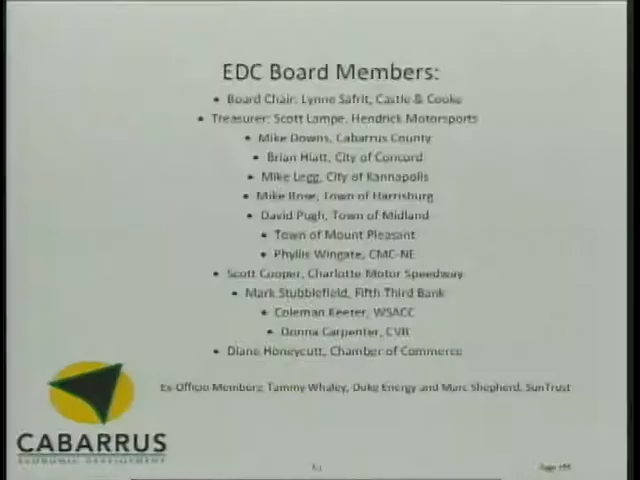 EDC Board Members:
• Board Chair: Lynne Safrit, Castle & Cooke
• Treasurer: Scott Lampe, Hendrick Motorsports
• Mike Downs, Cabarrus County
• Brian Hiatt, City of Concord
• Mike Legg, City of Kannapolis
• Mike Rose, Town of Harrisburg
• David Pugh, Town of Midland
• Town of Mount Pleasant
• Phyllis Wingate, CMC-NE
• Scott Cooper, Charlotte Motor Speedway
• Mark Stubblefield, Fifth Third Bank
• Coleman Keeter, WSACC
• Donna Carpenter, CVB
• Diane Honeycutt, Chamber of Commerce
Ex-Officio Members: Tammy Whaley, Duke Energy and Marc Shepherd, SunTrust
CABARRUS
ECONOMIC DEVELOPMENT
Page